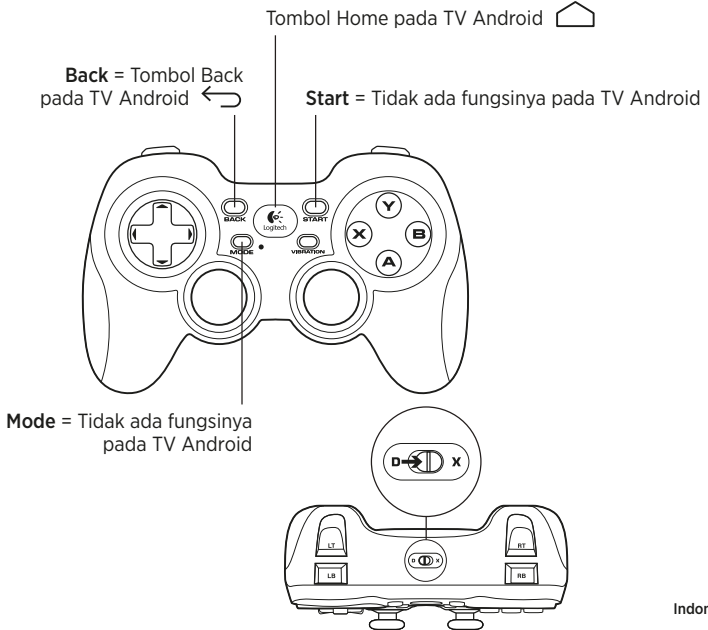 Tombol Home pada TV Android
Back = Tombol Back
pada TV Android
Start = Tidak ada fungsinya pada TV Android
BACK
Logitech
START
MODE
VIBRATION
Y
X
B
A
Mode = Tidak ada fungsinya
pada TV Android
D X
LT
RT
D X
LB
RB
Indor